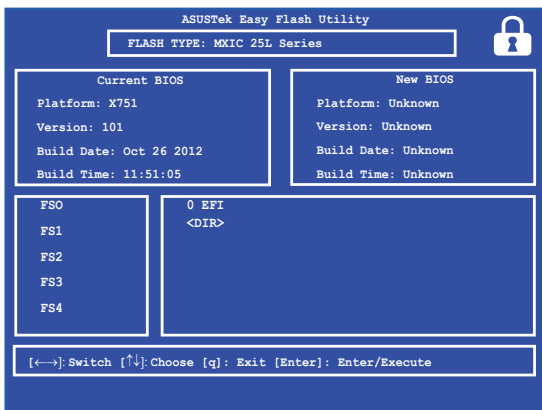 ASUSTek Easy Flash Utility
FLASH TYPE: MXIC 25L Series
Current BIOS
Platform: X751
Version: 101
Build Date: Oct 26 2012
Build Time: 11:51:05
New BIOS
Platform: Unknown
Version: Unknown
Build Date: Unknown
Build Time: Unknown
FSO
FS1
FS2
FS3
FS4
0 EFI
<DIR>
[←→]: Switch [↑↓]: Choose [q]: Exit [Enter]: Enter/Execute